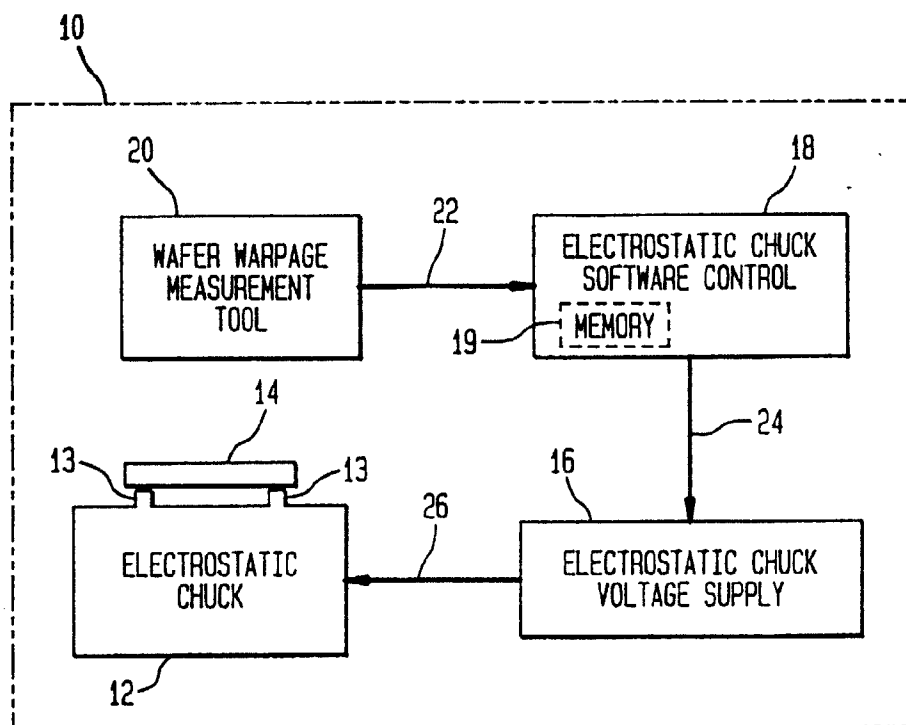 10
20
18
22
WAFER WARPAGE
MEASUREMENT
TOOL
ELECTROSTATIC CHUCK
SOFTWARE CONTROL
MEMORY
19
14
24
13
13
16
26
ELECTROSTATIC
CHUCK
ELECTROSTATIC CHUCK
VOLTAGE SUPPLY
12